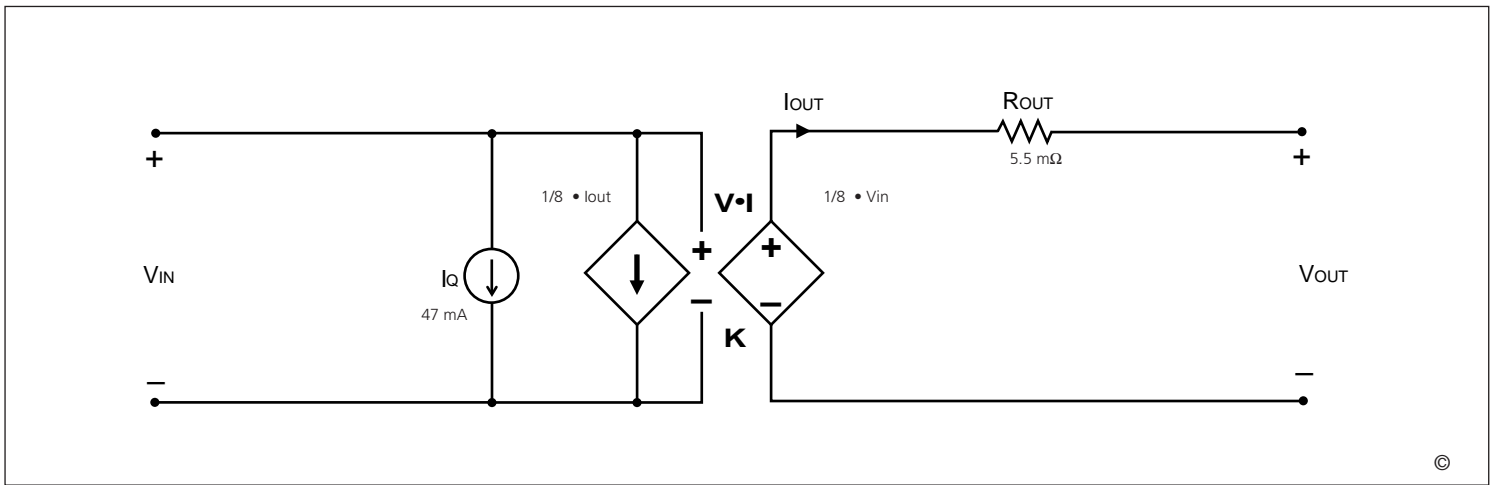 IOUT
ROUT
5.5 mΩ
+
+
1/8 • Iout
V•I
1/8 • Vin
+
+
VIN
IQ
VOUT
–
–
47 mA
K
–
–
©